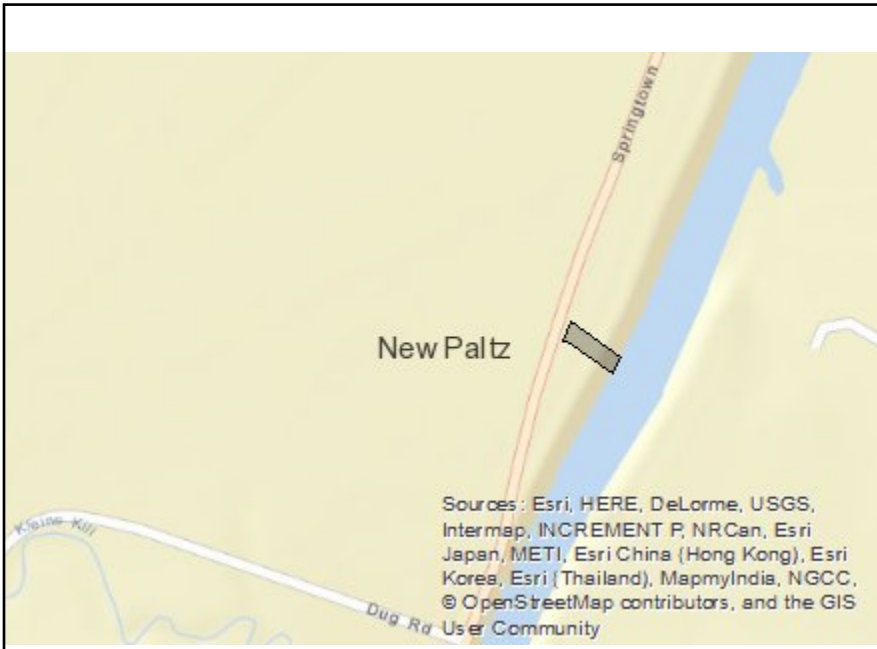 Springtown
New Paltz
Kleine Kill
Dug Rd
Sources: Esri, HERE, DeLorme, USGS,
Intermap, INCREMENT P, NRCan, Esri
Japan, METI, Esri China (Hong Kong), Esri
Korea, Esri (Thailand), MapmyIndia, NGCC,
© OpenStreetMap contributors, and the GIS
User Community